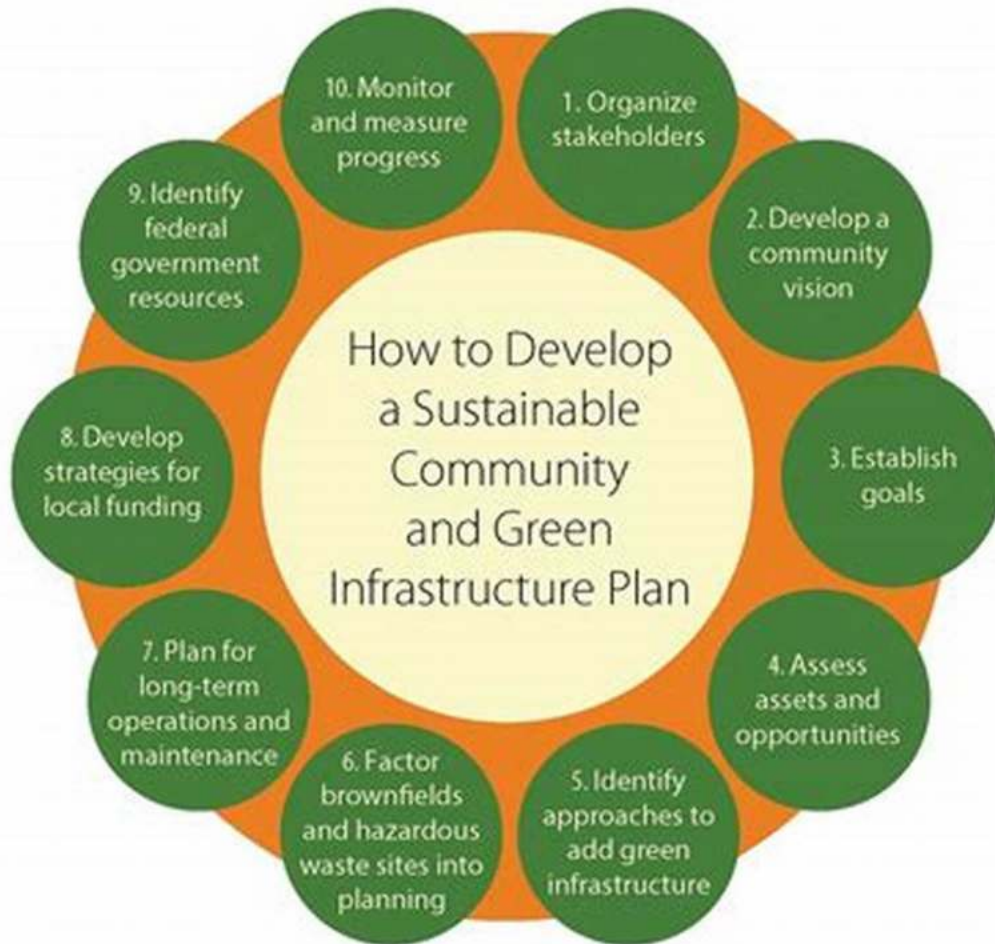 How to Develop
a Sustainable
Community
and Green
Infrastructure Plan
1. Organize
stakeholders
2. Develop a
community
vision
3. Establish
goals
4. Assess
assets and
opportunities
5. Identify
approaches to
add green
infrastructure
6. Factor
brownfields
and hazardous
waste sites into
planning
7. Plan for
long-term
operations and
maintenance
8. Develop
strategies for
local funding
9. Identify
federal
government
resources
10. Monitor
and measure
progress